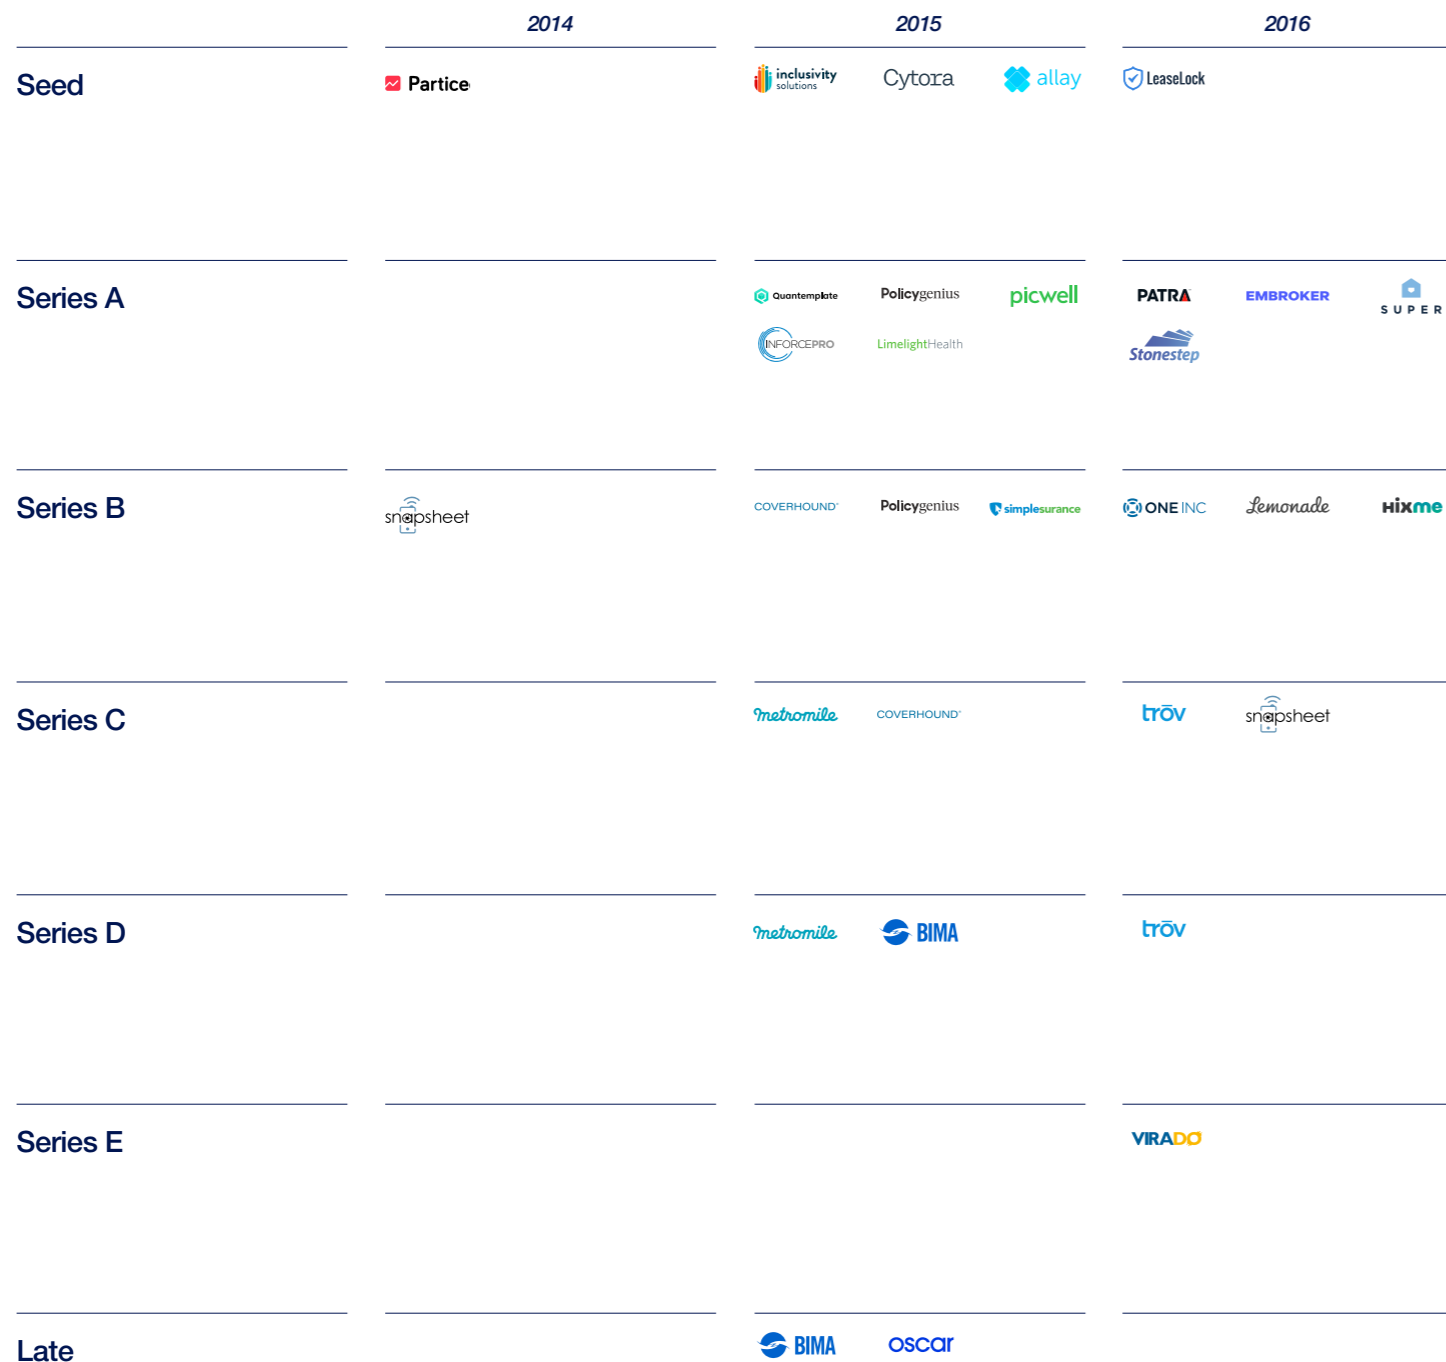 2014 2015 2016
Seed Partice inclusivity solutions Cytora allay LeaseLock
Series A Quantemplate Policygenius picwell PATRA EMBROKER SUPER
INFORCEPRO LimelightHealth Stonestep
Series B snapsheet COVERHOUND Policygenius simplesurance ONE INC Lemonade Hixme
Series C metromile COVERHOUND trōv snapsheet
Series D metromile BIMA trōv
Series E VIRADO
Late BIMA oscar